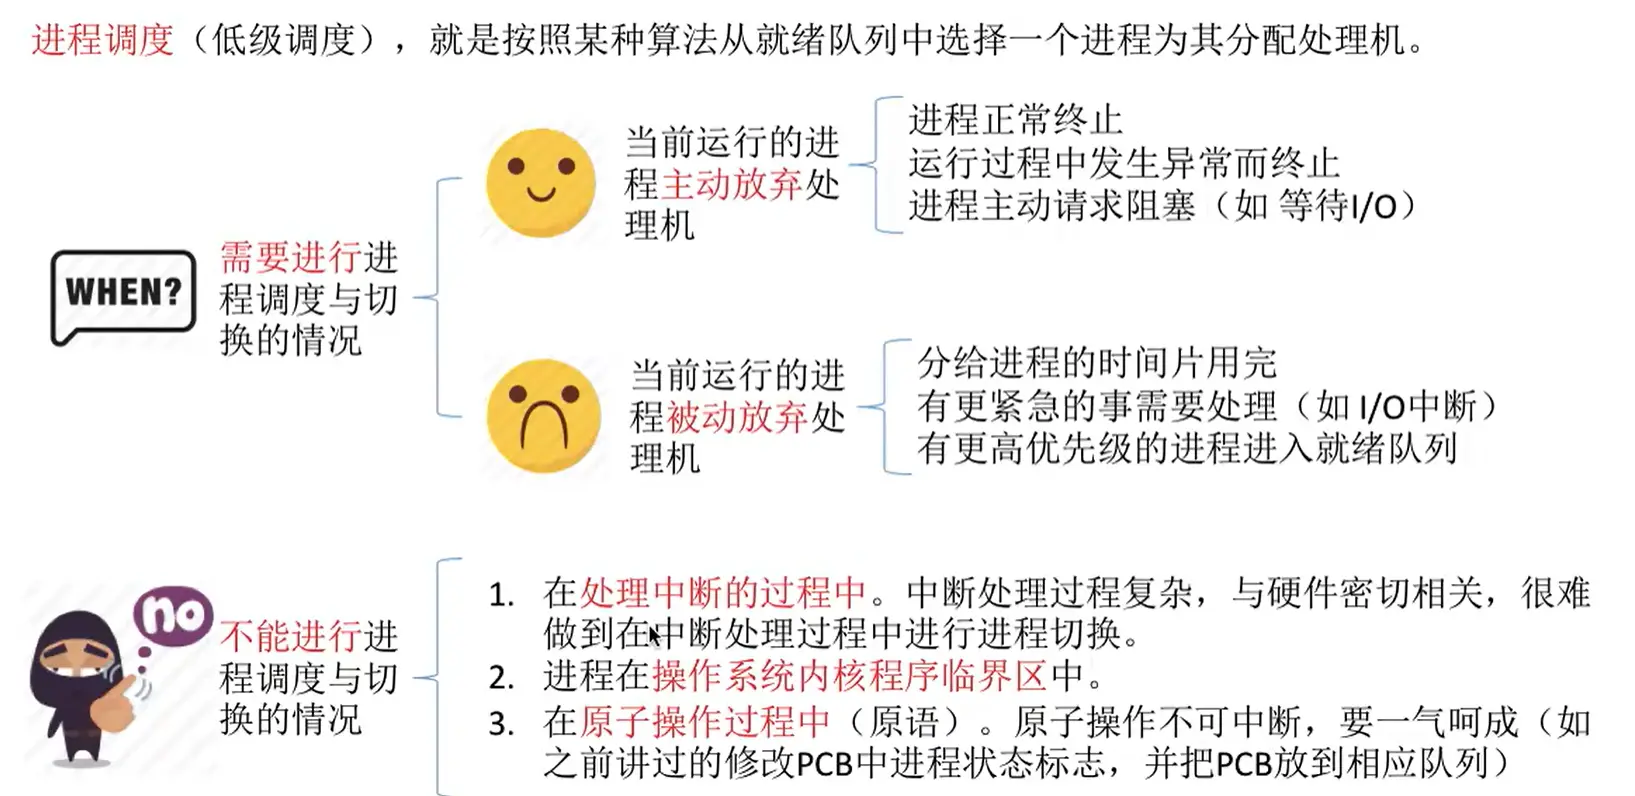 进程调度（低级调度），就是按照某种算法从就绪队列中选择一个进程为其分配处理机。
WHEN?
需要进行进
程调度与切
换的情况
当前运行的进
程主动放弃处
理机
进程正常终止
运行过程中发生异常而终止
进程主动请求阻塞（如 等待I/O）
当前运行的进
程被动放弃处
理机
分给进程的时间片用完
有更紧急的事需要处理（如 I/O中断）
有更高优先级的进程进入就绪队列
no
不能进行进
程调度与切
换的情况
1. 在处理中断的过程中。中断处理过程复杂，与硬件密切相关，很难
做到在中断处理过程中进行进程切换。
2. 进程在操作系统内核程序临界区中。
3. 在原子操作过程中（原语）。原子操作不可中断，要一气呵成（如
之前讲过的修改PCB中进程状态标志，并把PCB放到相应队列）